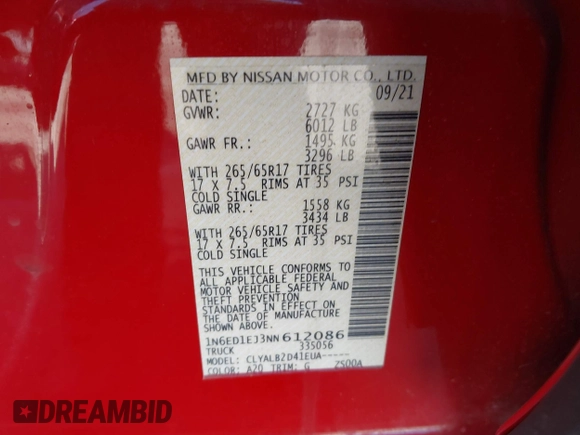 MFD BY NISSAN MOTOR CO., LTD.
DATE: 09/21
GVWR: 2727 KG
6012 LB
GAWR FR.: 1495 KG
3296 LB
WITH 265/65R17 TIRES
17 X 7.5 RIMS AT 35 PSI
COLD SINGLE
GAWR RR.: 1558 KG
3434 LB
WITH 265/65R17 TIRES
17 X 7.5 RIMS AT 35 PSI
COLD SINGLE
THIS VEHICLE CONFORMS TO
ALL APPLICABLE FEDERAL
MOTOR VEHICLE SAFETY AND
THEFT PREVENTION
STANDARDS IN EFFECT ON
THE DATE OF MANUFACTURE
SHOWN ABOVE.
1N6ED1EJ3NN612086
TRUCK 335056
MODEL: CLYALB2D41EUA-----
COLOR: A20 TRIM: G 2S00A
DREAMBID